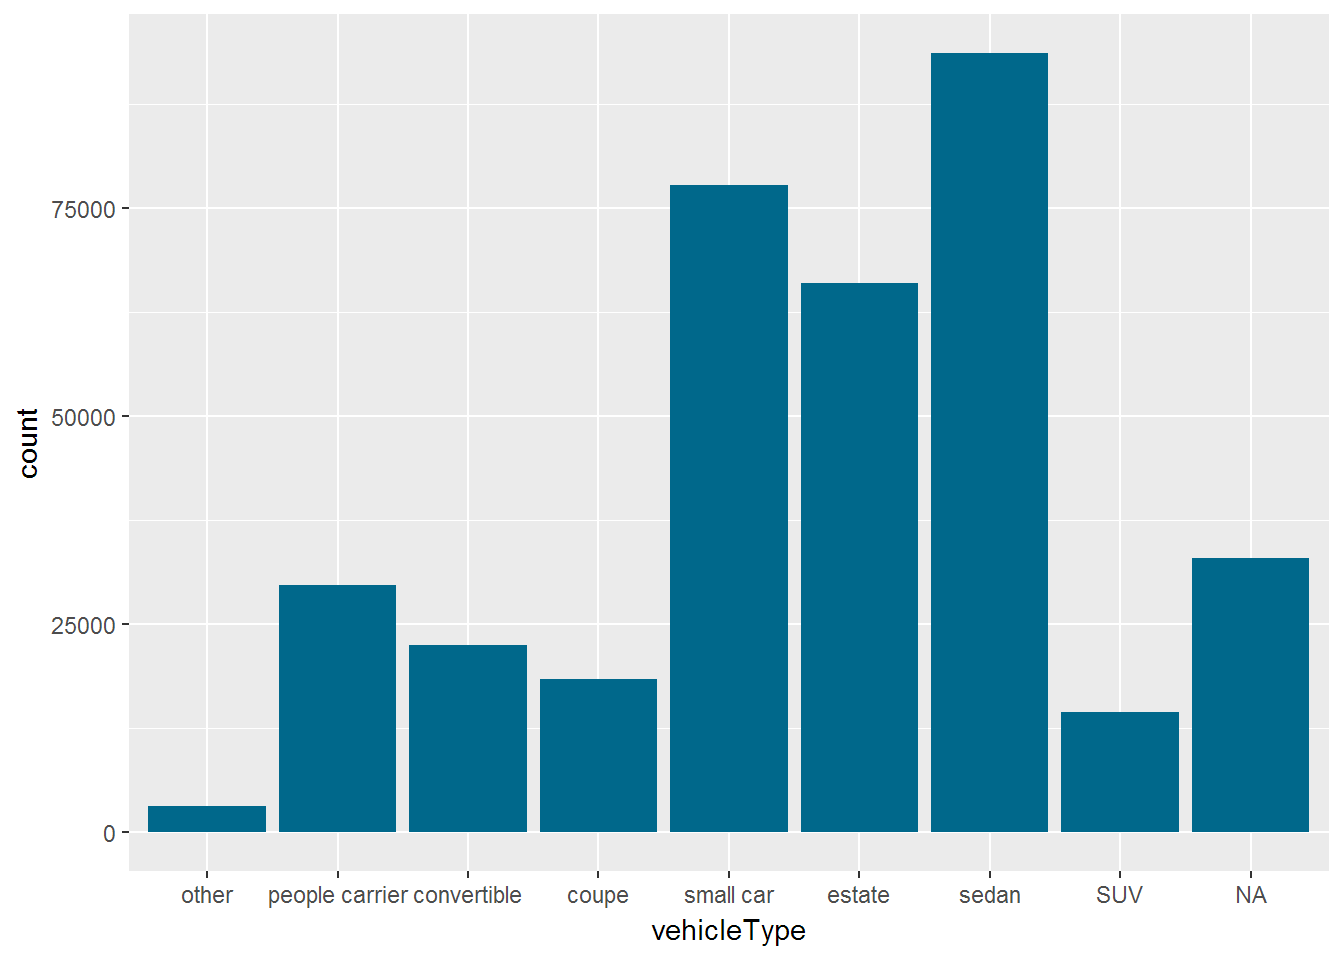 75000
50000
25000
0
count
other people carrier convertible coupe small car estate sedan SUV NA
vehicleType